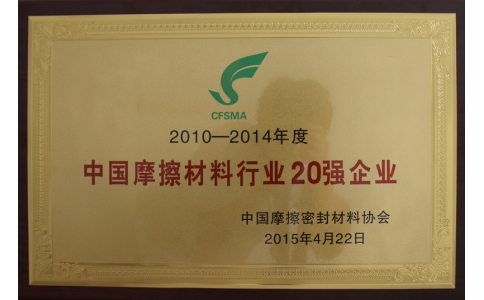 CFSMA
2010—2014年度
中国摩擦材料行业20强企业
中国摩擦密封材料协会
2015年4月22日